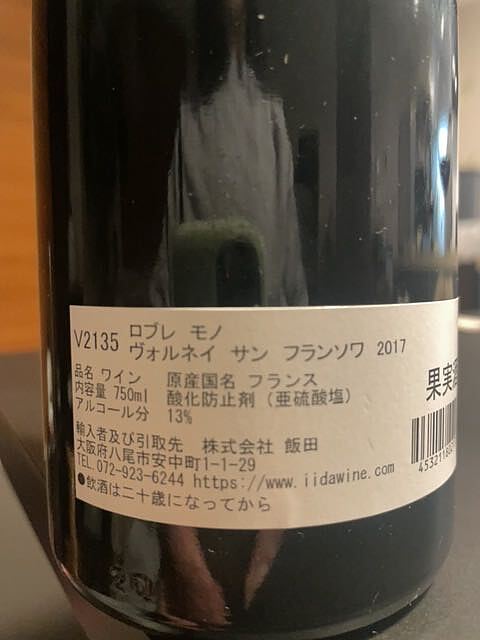 V2135 ロブレ モノ
ヴォルネイ サン フランソワ 2017
品名 ワイン 原産国名 フランス
内容量 750ml 酸化防止剤(亜硫酸塩)
アルコール分 13%
果実酒
輸入者及び引取先 株式会社 飯田
大阪府八尾市安中町1-1-29
TEL.072-923-6244 https://www.iidawine.com
●飲酒は二十歳になってから